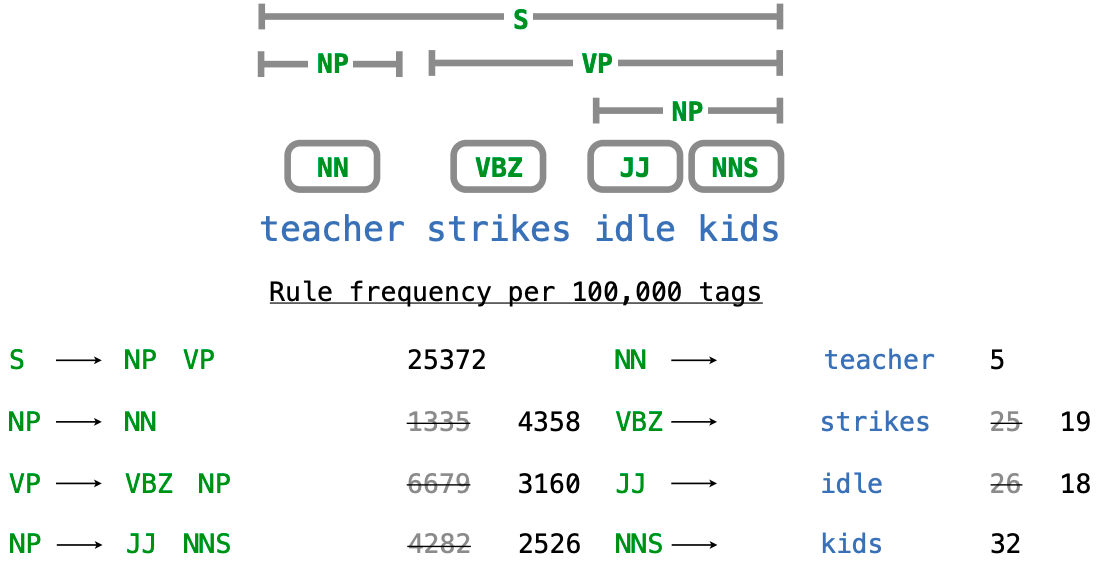 S
NP VP
NP
NN VBZ JJ NNS
teacher strikes idle kids
Rule frequency per 100,000 tags
S → NP VP 25372 NN → teacher 5
NP → NN 1335 4358 VBZ → strikes 25 19
VP → VBZ NP 6679 3160 JJ → idle 26 18
NP → JJ NNS 4282 2526 NNS → kids 32